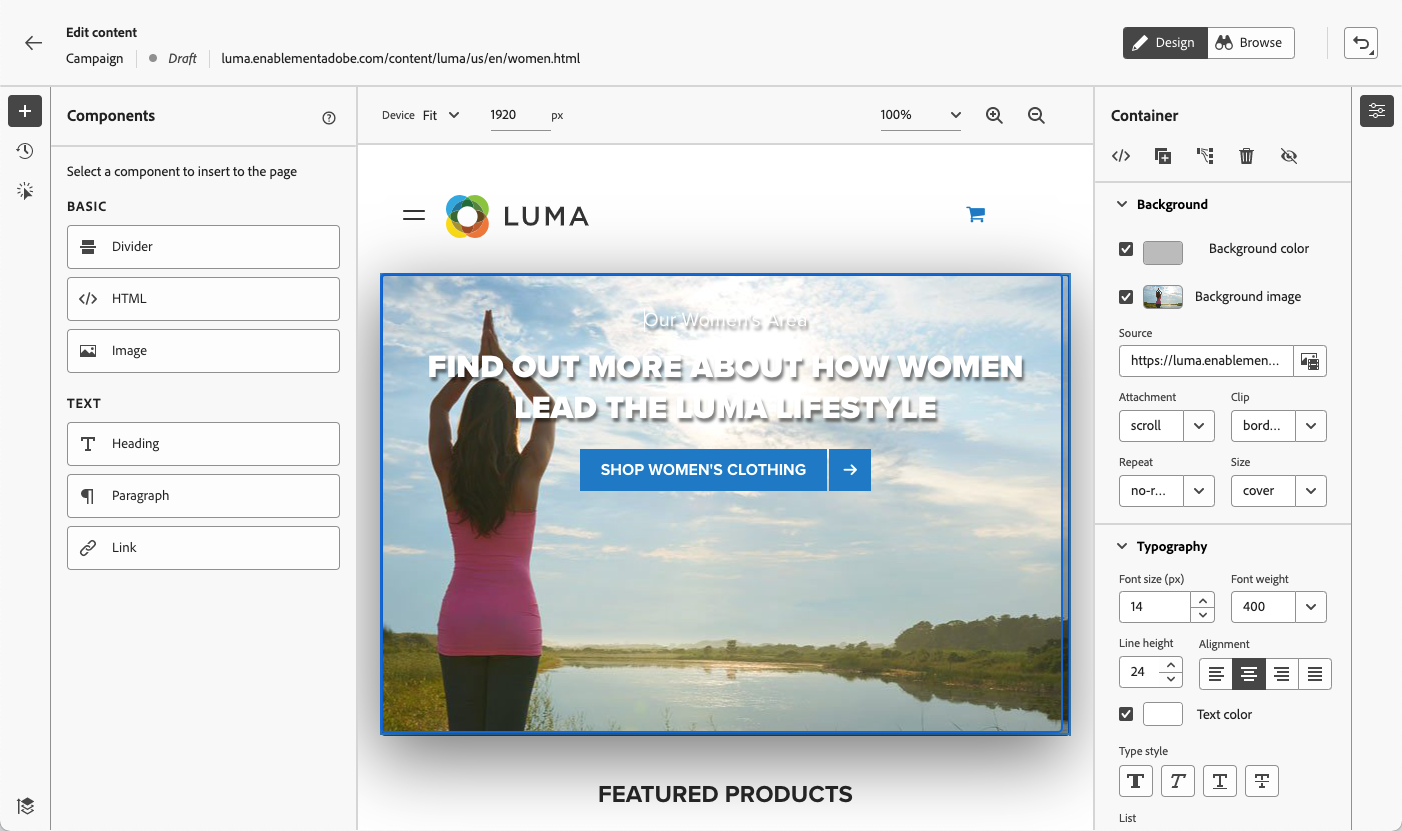 Edit content
Campaign
Draft
luma.enablementadobe.com/content/luma/us/en/women.html
Design
Browse
Components
Select a component to insert to the page
BASIC
Divider
HTML
Image
TEXT
Heading
Paragraph
Link
Device
Fit
1920
px
100%
LUMA
Our Women's Area
FIND OUT MORE ABOUT HOW WOMEN
LEAD THE LUMA LIFESTYLE
SHOP WOMEN'S CLOTHING
FEATURED PRODUCTS
Container
Background
Background color
Background image
Source
https://luma.enablemen...
Attachment
Clip
scroll
bord...
Repeat
Size
no-r...
cover
Typography
Font size (px)
Font weight
14
400
Line height
Alignment
24
Text color
Type style
List